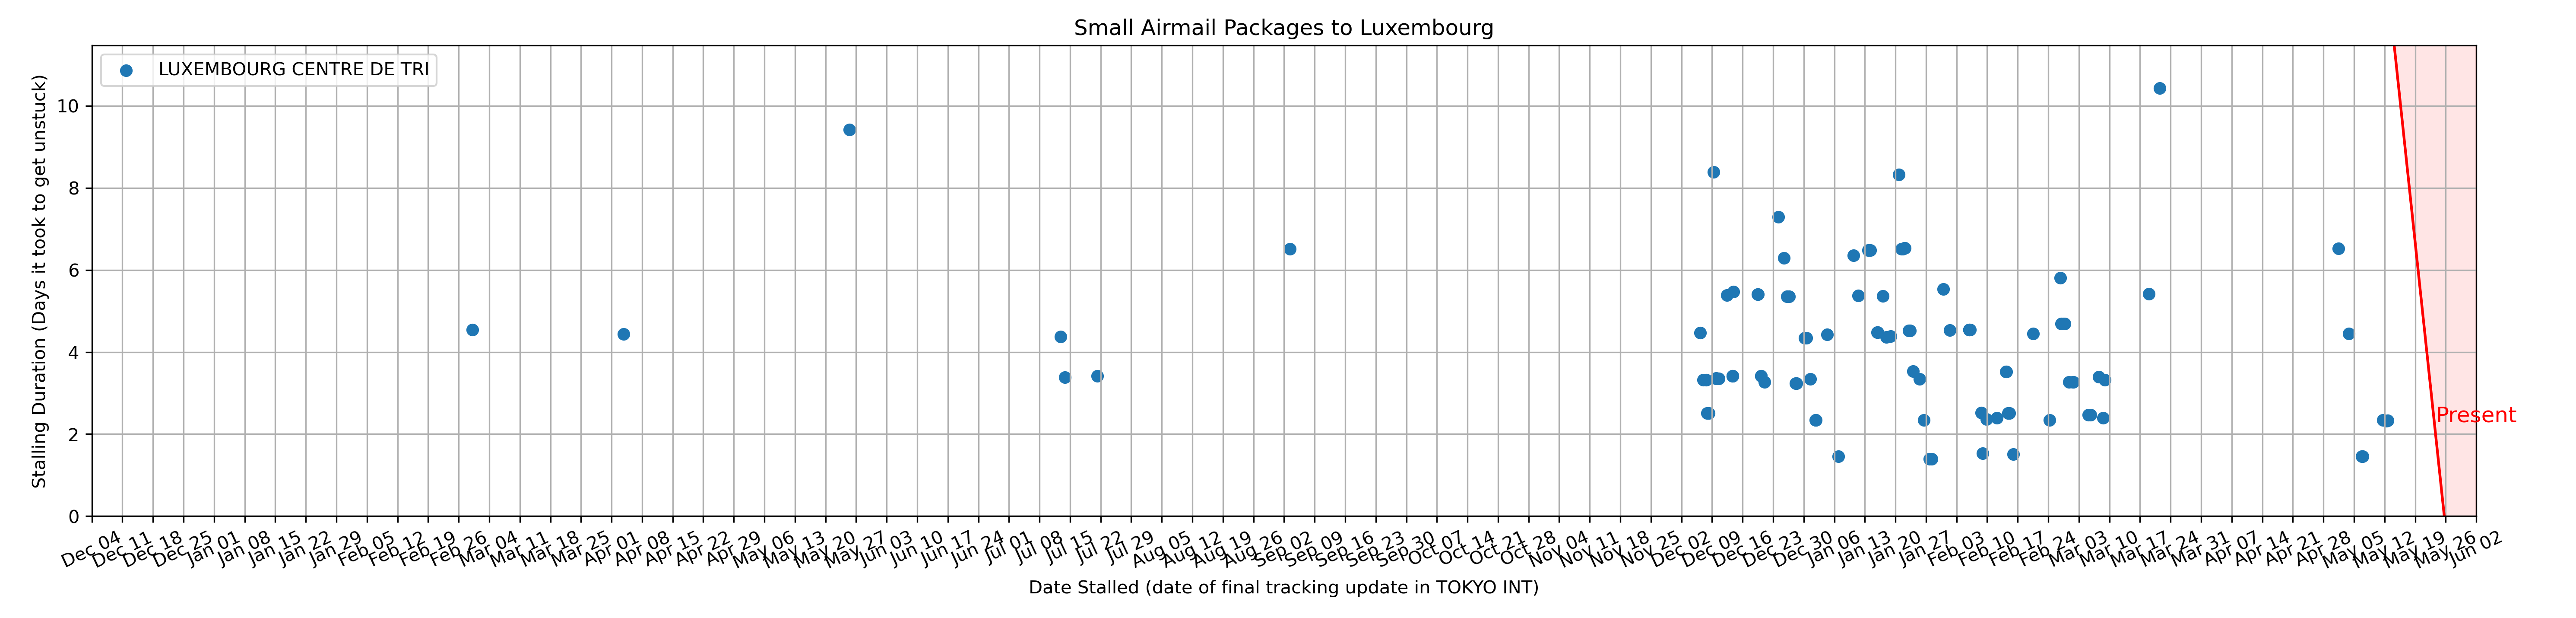 Small Airmail Packages to Luxembourg
LUXEMBOURG CENTRE DE TRI
Stalling Duration (Days it took to get unstuck)
10
8
6
4
2
0
Present
Dec 04
Dec 11
Dec 18
Dec 25
Jan 01
Jan 08
Jan 15
Jan 22
Jan 29
Feb 05
Feb 12
Feb 19
Feb 26
Mar 04
Mar 11
Mar 18
Mar 25
Apr 01
Apr 08
Apr 15
Apr 22
Apr 29
May 06
May 13
May 20
May 27
Jun 03
Jun 10
Jun 17
Jun 24
Jul 01
Jul 08
Jul 15
Jul 22
Jul 29
Aug 05
Aug 12
Aug 19
Aug 26
Sep 02
Sep 09
Sep 16
Sep 23
Sep 30
Oct 07
Oct 14
Oct 21
Oct 28
Nov 04
Nov 11
Nov 18
Nov 25
Dec 02
Dec 09
Dec 16
Dec 23
Dec 30
Jan 06
Jan 13
Jan 20
Jan 27
Feb 03
Feb 10
Feb 17
Feb 24
Mar 03
Mar 10
Mar 17
Mar 24
Mar 31
Apr 07
Apr 14
Apr 21
Apr 28
May 05
May 12
May 19
May 26
Jun 02
Date Stalled (date of final tracking update in TOKYO INT)